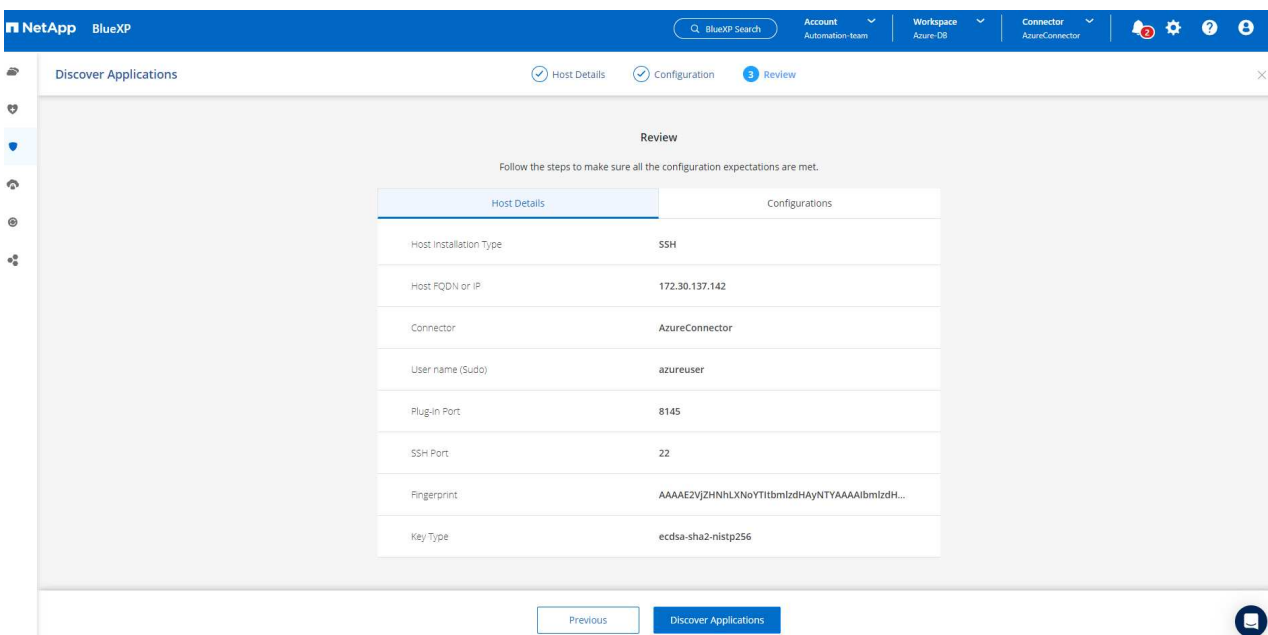 NetApp BlueXP
BlueXP Search
Account
Automation-team
Workspace
Azure-DB
Connector
AzureConnector
2
Discover Applications
Host Details
Configuration
3 Review
Review
Follow the steps to make sure all the configuration expectations are met.
Host Details Configurations
Host Installation Type SSH
Host FQDN or IP 172.30.137.142
Connector AzureConnector
User name (Sudo) azureuser
Plug-in Port 8145
SSH Port 22
Fingerprint AAAAE2VjZHNhLXNoYTItbmlzdHAyNTYAAAAIbmlzdH...
Key Type ecdsa-sha2-nistp256
Previous Discover Applications